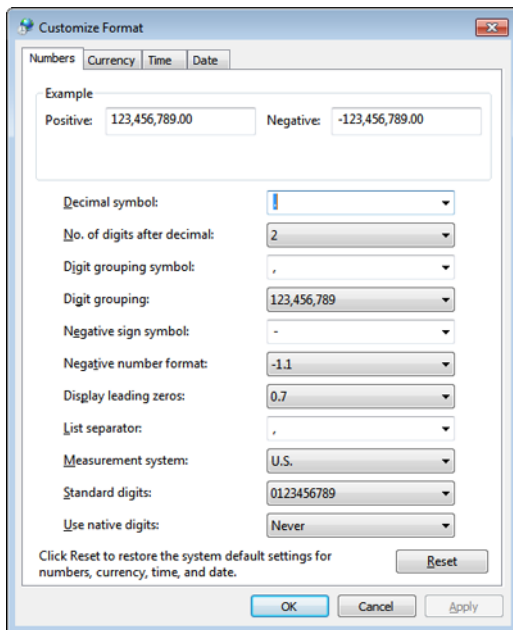 Customize Format
Numbers Currency Time Date
Example
Positive: 123,456,789.00 Negative: -123,456,789.00
Decimal symbol: .
No. of digits after decimal: 2
Digit grouping symbol: ,
Digit grouping: 123,456,789
Negative sign symbol: -
Negative number format: -1.1
Display leading zeros: 0.7
List separator: ,
Measurement system: U.S.
Standard digits: 0123456789
Use native digits: Never
Click Reset to restore the system default settings for
numbers, currency, time, and date.
Reset
OK Cancel Apply